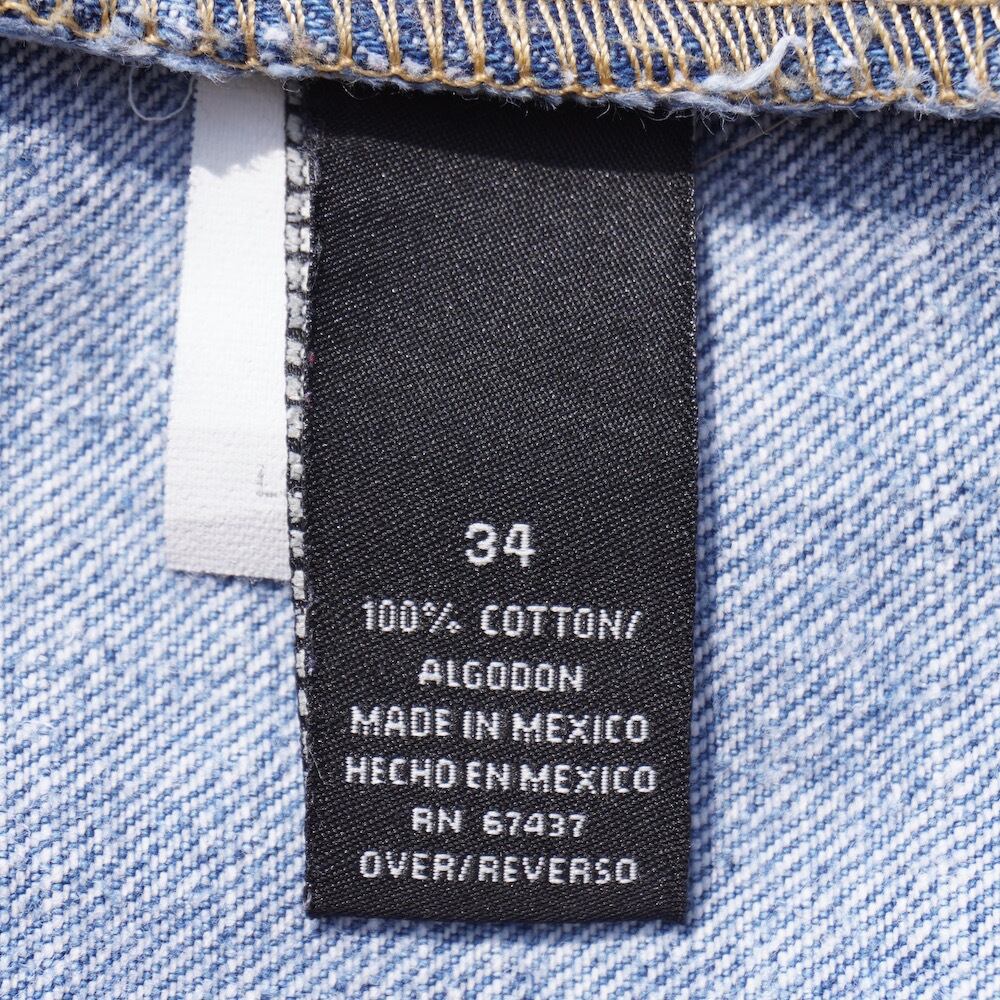 34
100% COTTON/
ALGODON
MADE IN MEXICO
HECHO EN MEXICO
RN 67437
OVER/REVERSO